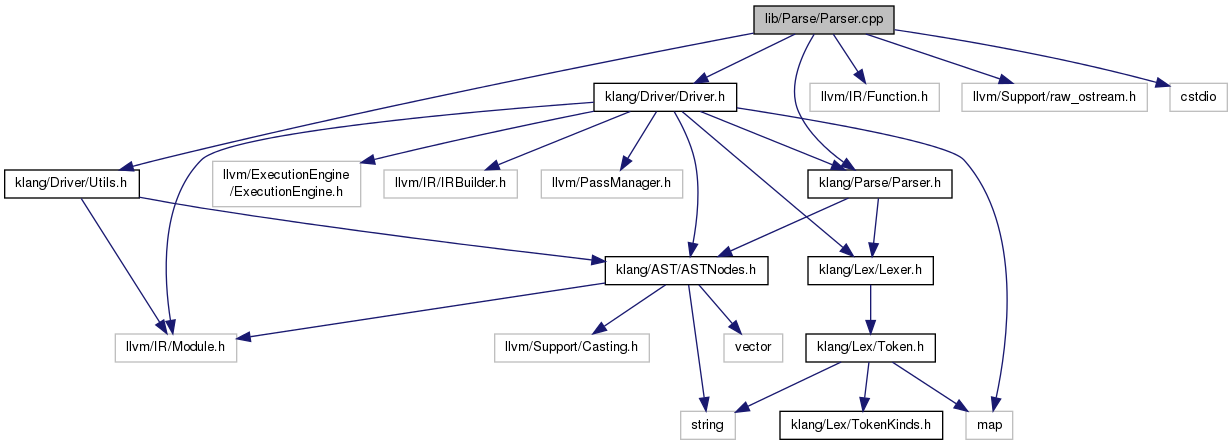 lib/Parse/Parser.cpp
klang/Driver/Driver.h
llvm/IR/Function.h
llvm/Support/raw_ostream.h
cstdio
klang/Driver/Utils.h
llvm/ExecutionEngine
/ExecutionEngine.h
llvm/IR/IRBuilder.h
llvm/PassManager.h
klang/Parse/Parser.h
klang/AST/ASTNodes.h
klang/Lex/Lexer.h
llvm/IR/Module.h
llvm/Support/Casting.h
vector
klang/Lex/Token.h
string
klang/Lex/TokenKinds.h
map